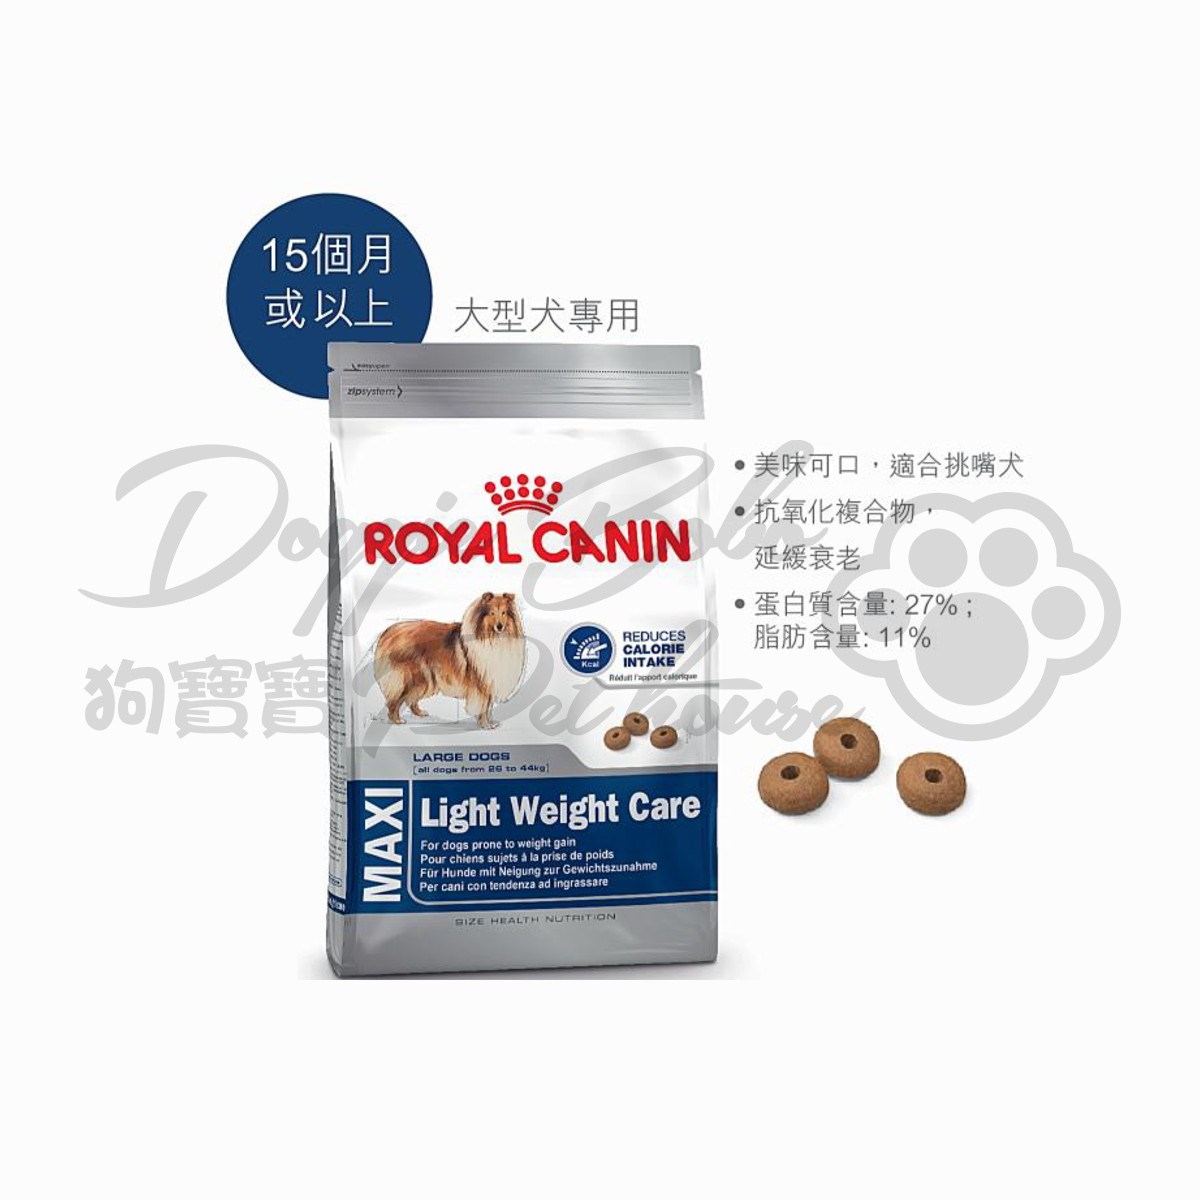 15個月
或以上
大型犬專用
easyopen
zipsystem
ROYAL CANIN
REDUCES
CALORIE
INTAKE
Kcal
Réduit l'apport calorique
LARGE DOGS
[all dogs from 26 to 44kg]
MAXI
Light Weight Care
For dogs prone to weight gain
Pour chiens sujets à la prise de poids
Für Hunde mit Neigung zur Gewichtszunahme
Per cani con tendenza ad ingrassare
SIZE HEALTH NUTRITION
• 美味可口，適合挑嘴犬
• 抗氧化複合物，
延緩衰老
• 蛋白質含量: 27% ;
脂肪含量: 11%
Doggie Bobo
狗寶寶 Pet house